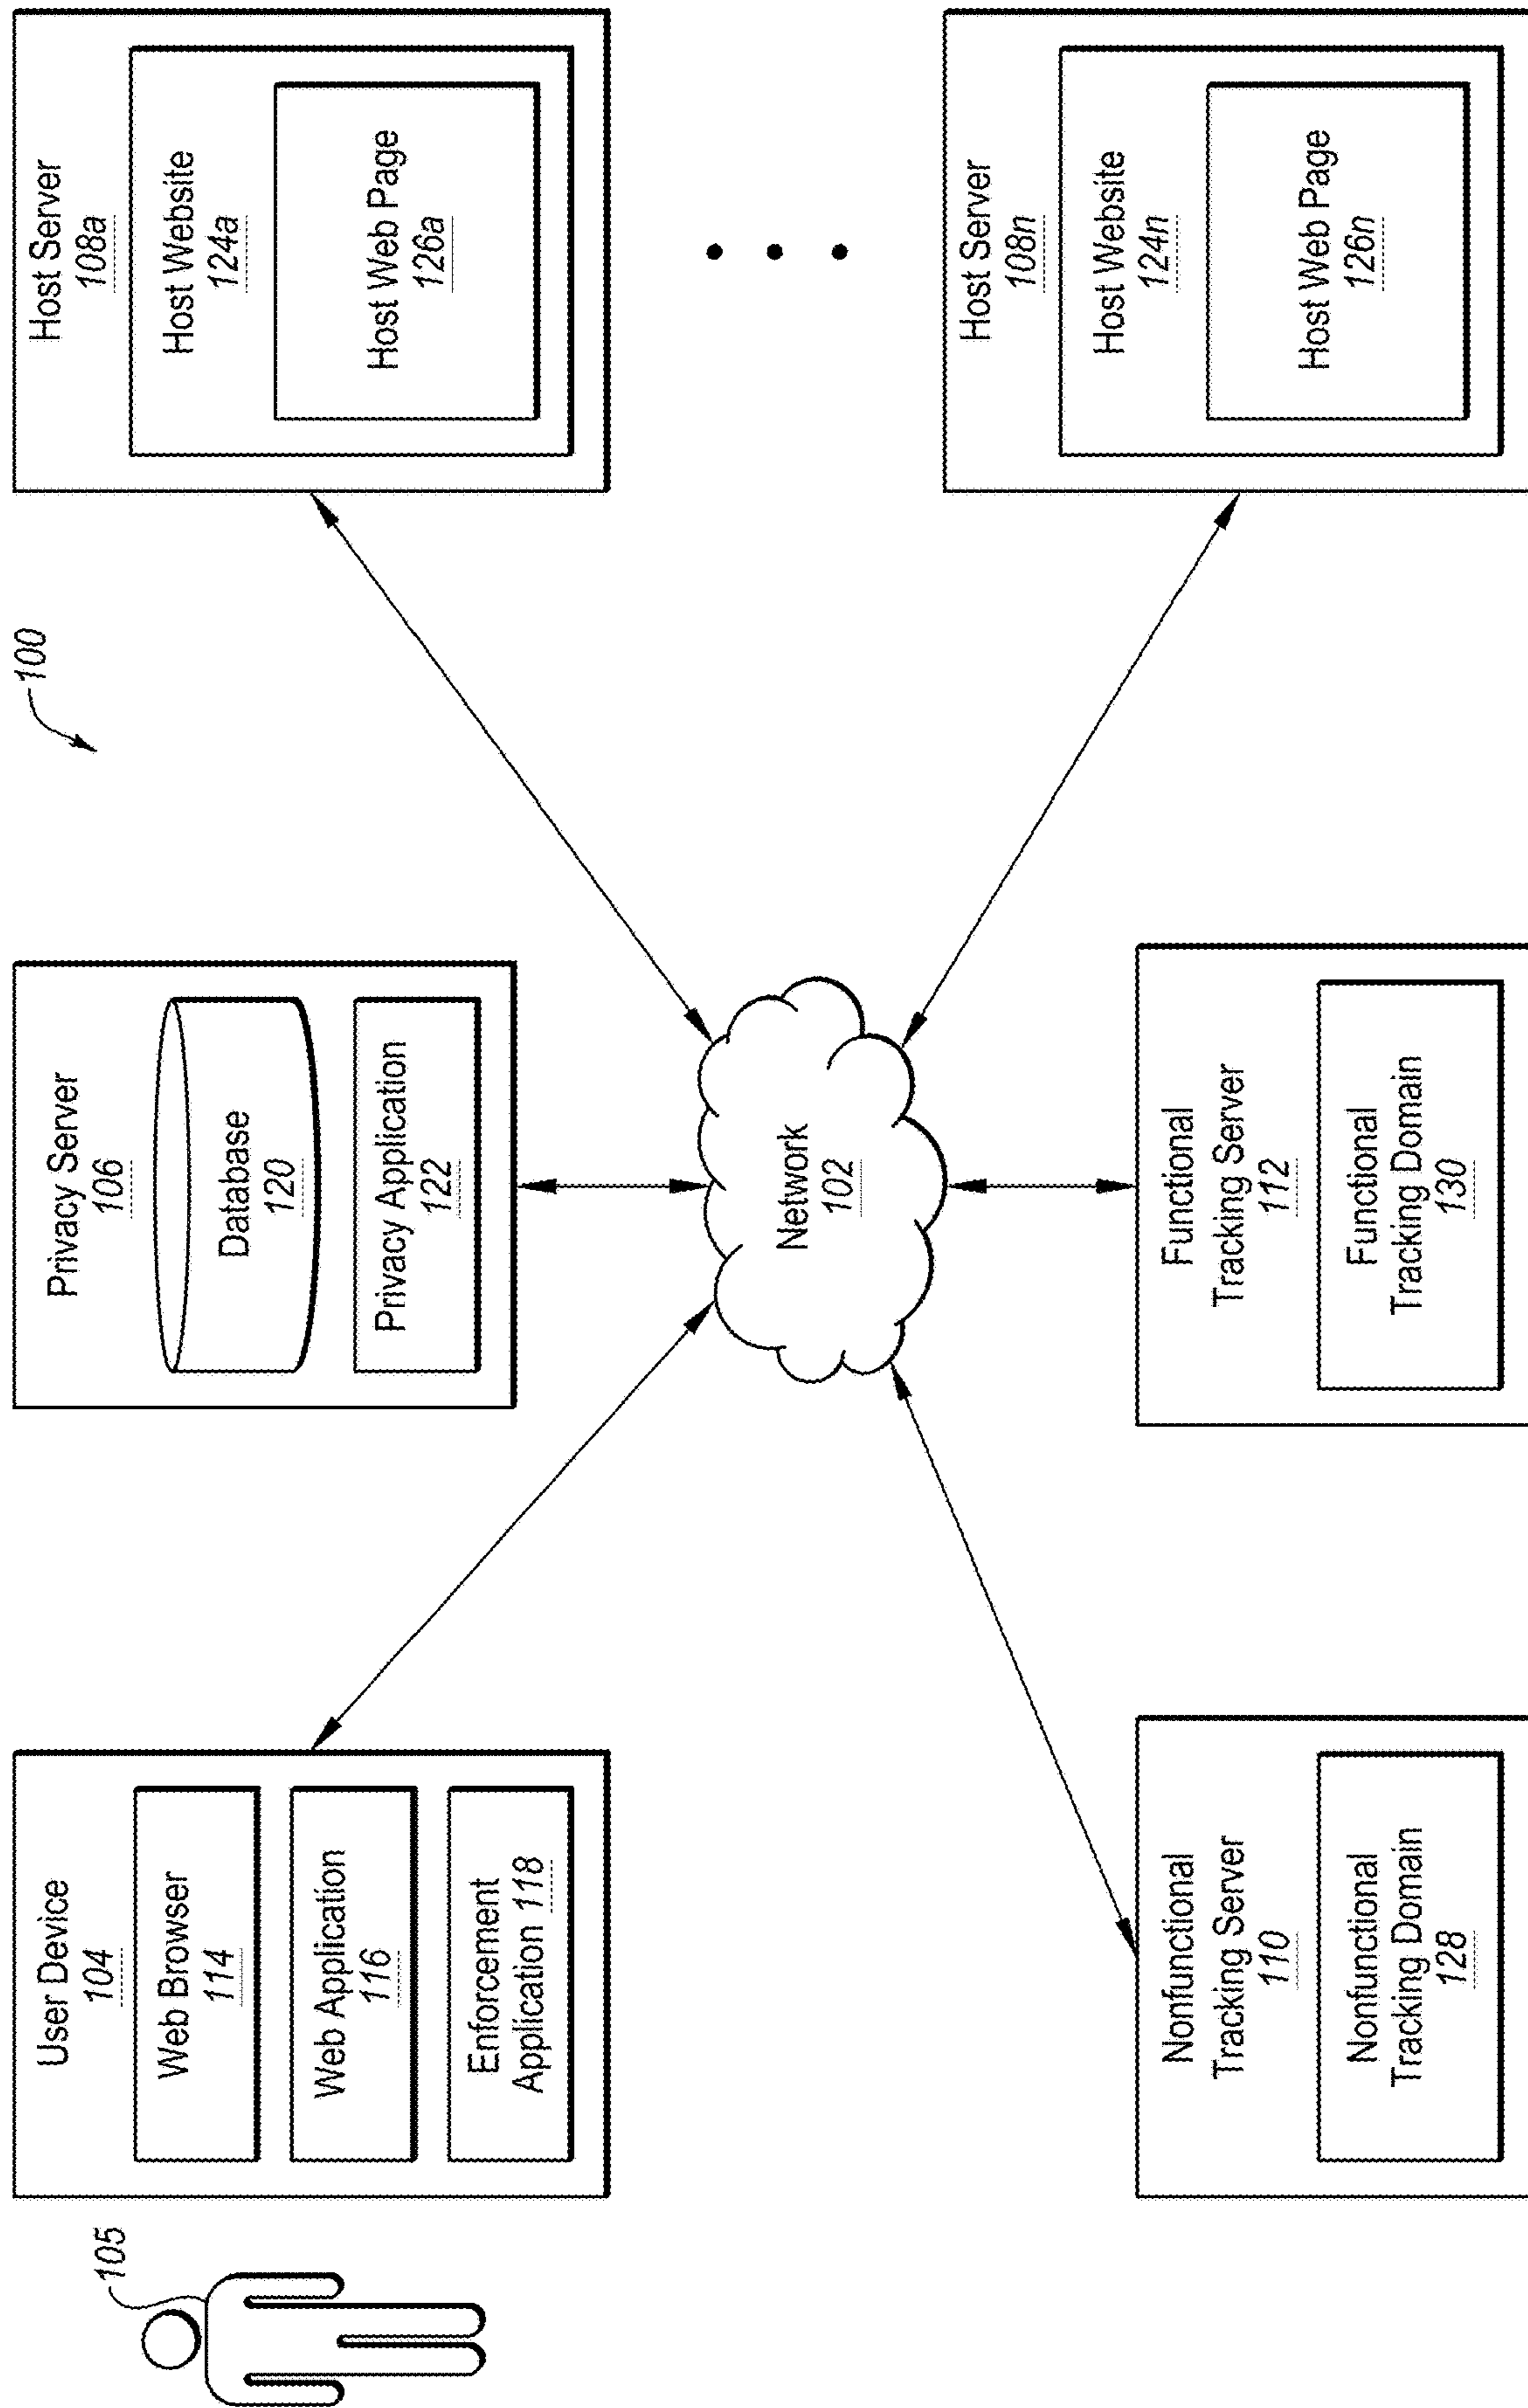 100
105
User Device
104
Web Browser
114
Web Application
116
Enforcement
Application 118
Privacy Server
106
Database
120
Privacy Application
122
Host Server
108a
Host Website
124a
Host Web Page
126a
Network
102
Nonfunctional
Tracking Server
110
Nonfunctional
Tracking Domain
128
Functional
Tracking Server
112
Functional
Tracking Domain
130
Host Server
108n
Host Website
124n
Host Web Page
126n